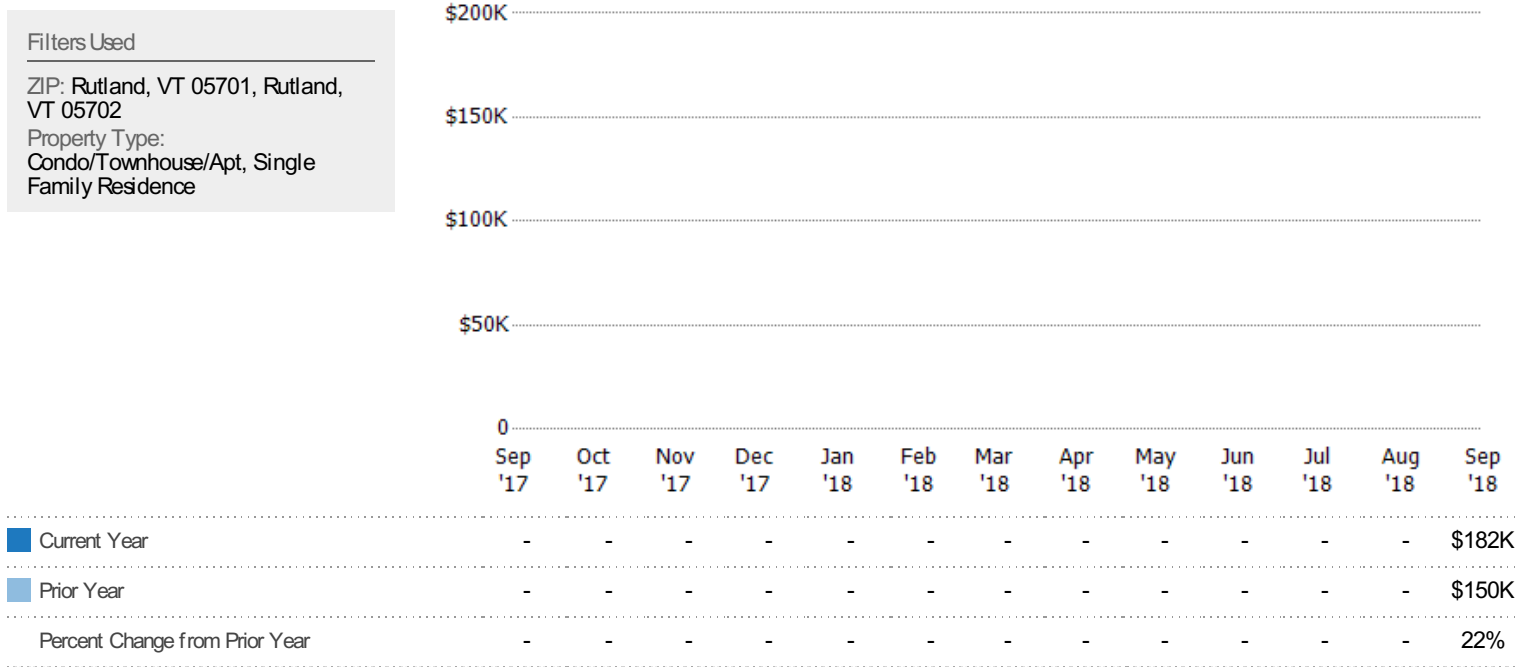 Filters Used
ZIP: Rutland, VT 05701, Rutland,
VT 05702
Property Type:
Condo/Townhouse/Apt, Single
Family Residence
$200K
$150K
$100K
$50K
0
Sep Oct Nov Dec Jan Feb Mar Apr May Jun Jul Aug Sep
'17 '17 '17 '17 '18 '18 '18 '18 '18 '18 '18 '18 '18
Current Year - - - - - - - - - - - - $182K
Prior Year - - - - - - - - - - - - $150K
Percent Change from Prior Year - - - - - - - - - - - - 22%